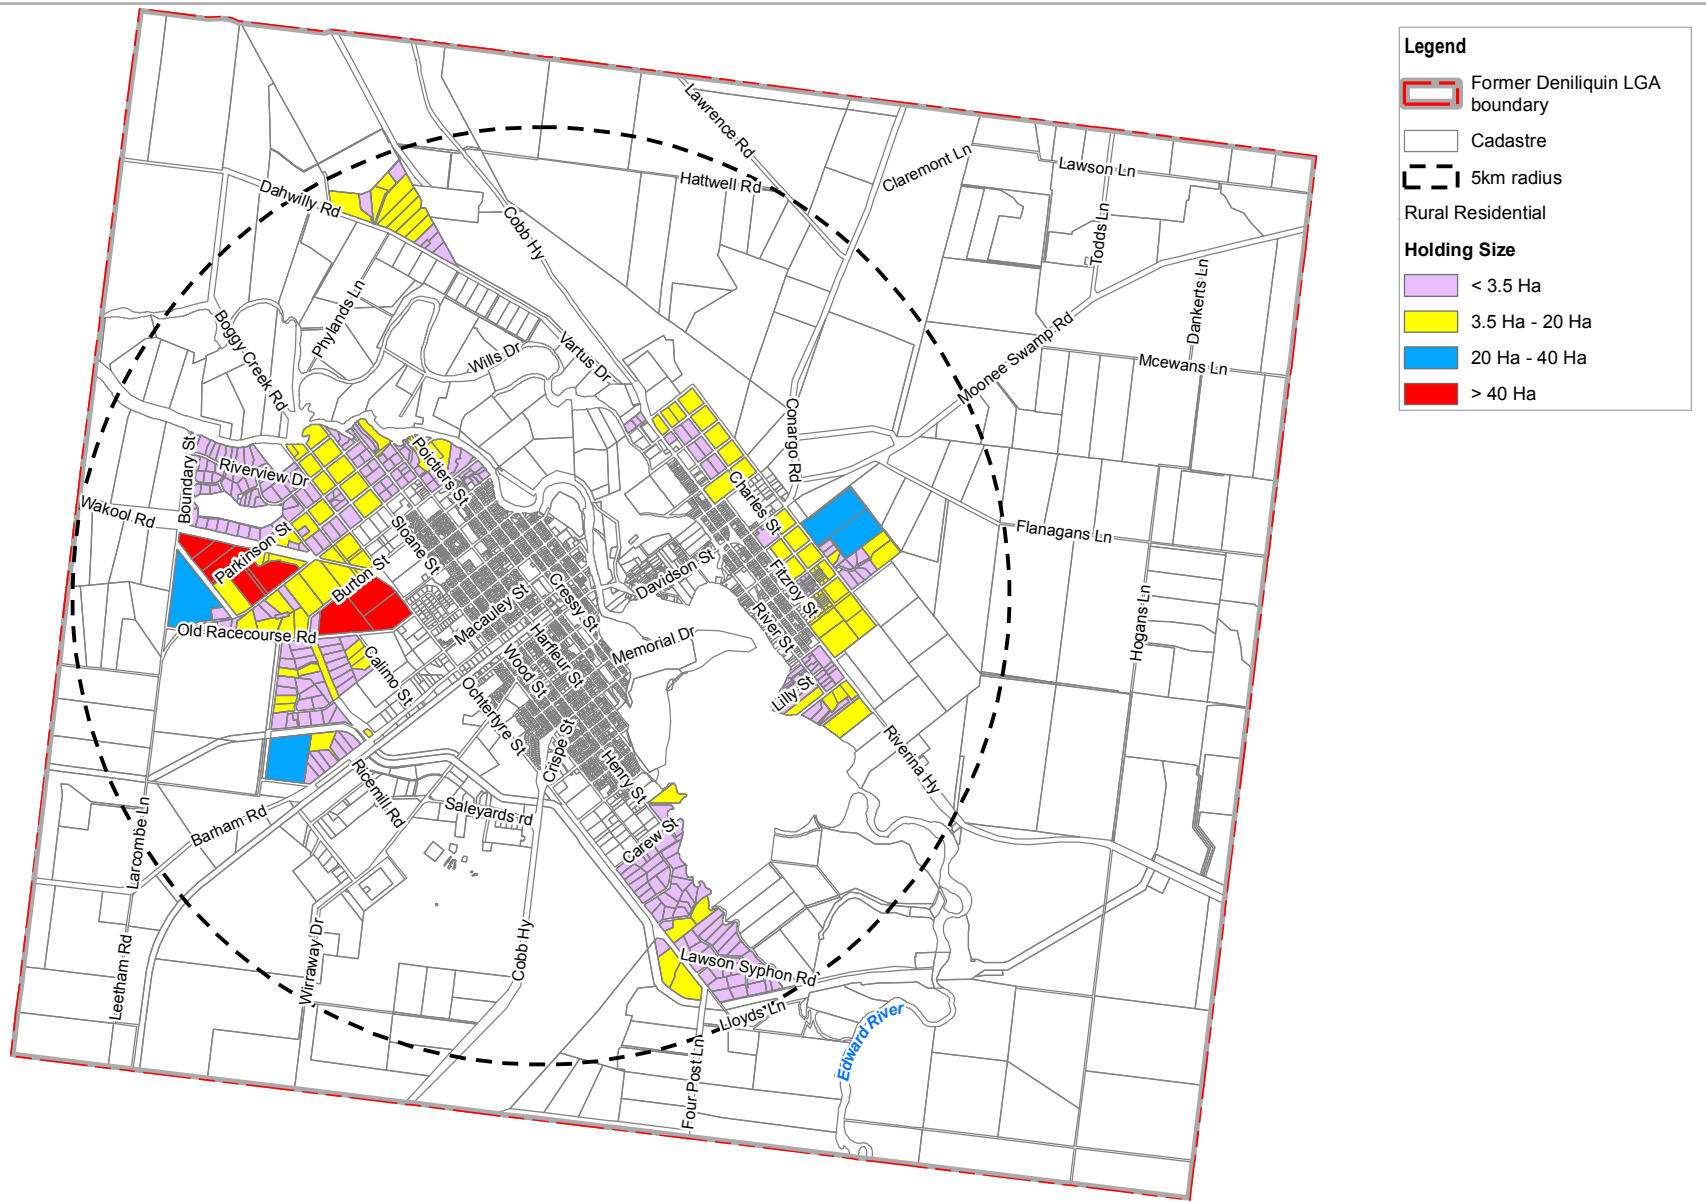 Legend
Former Deniliquin LGA
boundary
Cadastre
5km radius
Rural Residential
Holding Size
< 3.5 Ha
3.5 Ha - 20 Ha
20 Ha - 40 Ha
> 40 Ha
Lawrence Rd
Claremont Ln
Lawson Ln
Hattwell Rd
Dahwilly Rd
Cobb Hy
Todds Ln
Dankerts Ln
Phylands Ln
Boggy Creek Rd
Vartus Dr
Wills Dr
Moonee Swamp Rd
Mcewans Ln
Conargo Rd
Boundary St
Riverview Dr
Poictiers St
Charles St
Wakool Rd
Parkinson St
Sloane St
Flanagans Ln
Burton St
Davidson St
Fitzroy St
Cressy St
Macauley St
River St
Hogans Ln
Old Racecourse Rd
Harfleur St
Memorial Dr
Wood St
Calimo St
Lilly St
Ochtertyre St
Crispe St
Riverina Hy
Henry St
Ricemill Rd
Saleyards rd
Barham Rd
Larcombe Ln
Carew St
Cobb Hy
Wirraway Dr
Leetham Rd
Lawson Syphon Rd
Lloyds Ln
Edward River
Four Post Ln